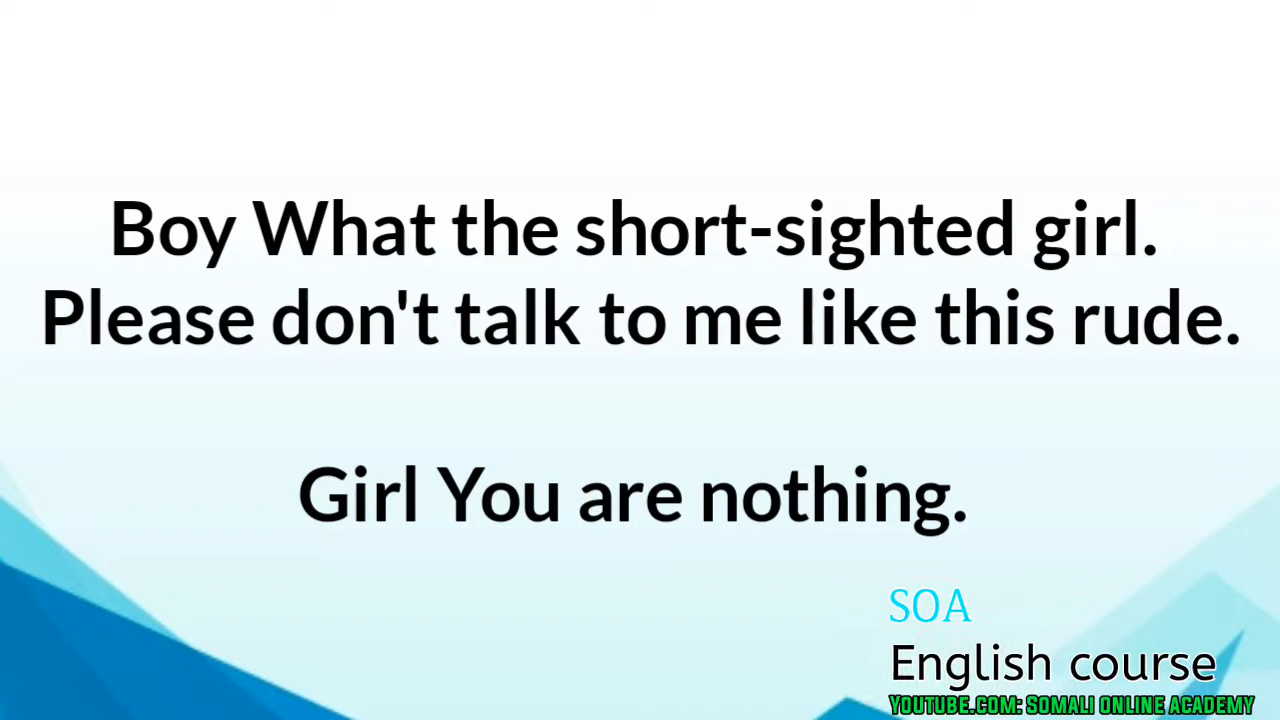 Boy What the short-sighted girl.
Please don't talk to me like this rude.
Girl You are nothing.
SOA
English course
YOUTUBE.COM: SOMALI ONLINE ACADEMY